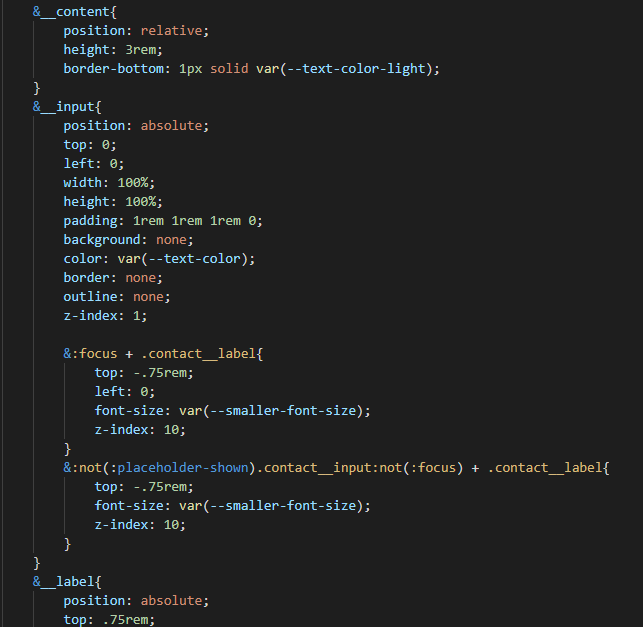 &__content{
position: relative;
height: 3rem;
border-bottom: 1px solid var(--text-color-light);
}
&__input{
position: absolute;
top: 0;
left: 0;
width: 100%;
height: 100%;
padding: 1rem 1rem 1rem 0;
background: none;
color: var(--text-color);
border: none;
outline: none;
z-index: 1;
&:focus + .contact__label{
top: -.75rem;
left: 0;
font-size: var(--smaller-font-size);
z-index: 10;
}
&:not(:placeholder-shown).contact__input:not(:focus) + .contact__label{
top: -.75rem;
font-size: var(--smaller-font-size);
z-index: 10;
}
}
&__label{
position: absolute;
top: .75rem;